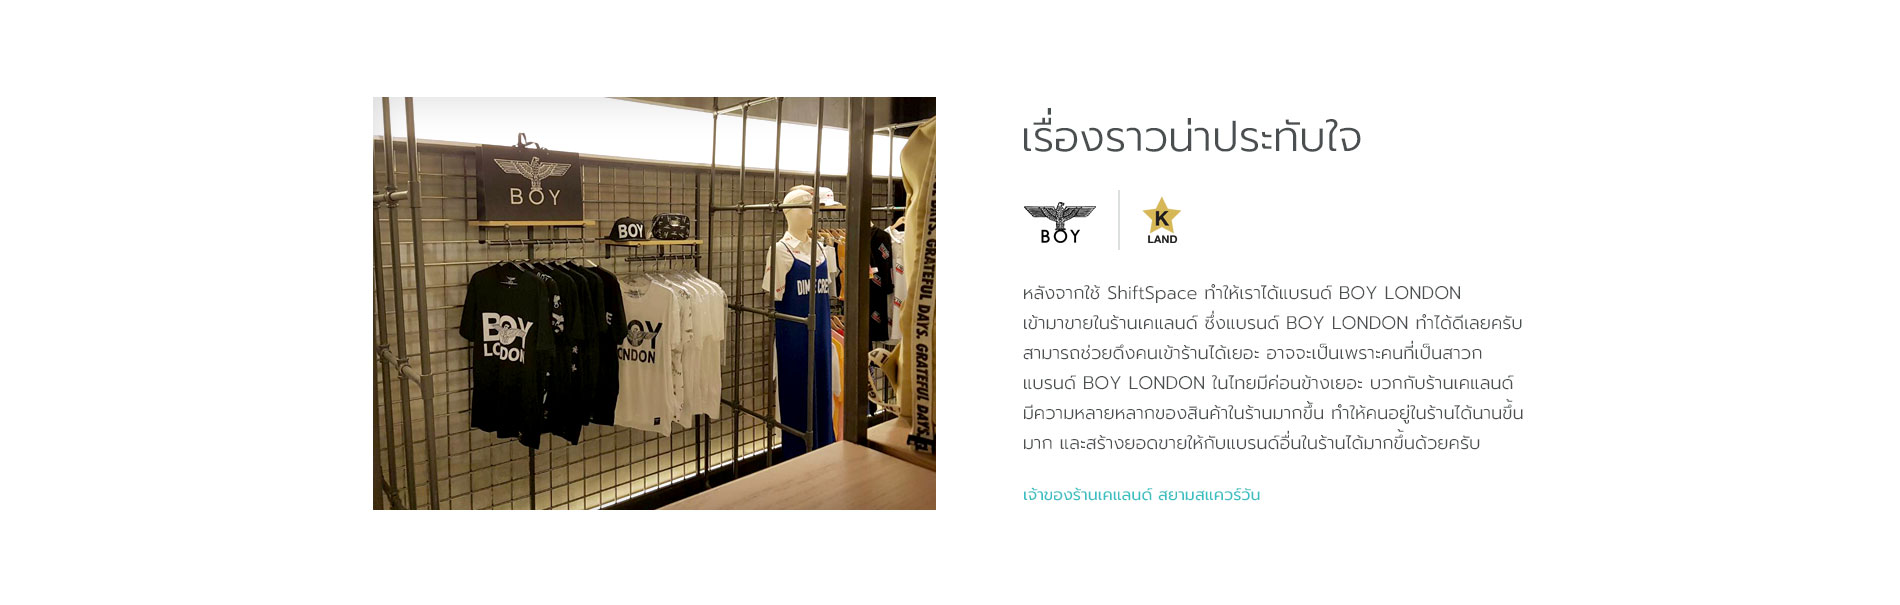 BOY
BOY
BOY
LONDON
BOY
LONDON
GRATEFUL DAYS. GRATEFUL DAYS.
เรื่องราวน่าประทับใจ
BOY
K
LAND
หลังจากใช้ ShiftSpace ทำให้เราได้แบรนด์ BOY LONDON
เข้ามาขายในร้านเคแลนด์ ซึ่งแบรนด์ BOY LONDON ทำได้ดีเลยครับ
สามารถช่วยดึงคนเข้าร้านได้เยอะ อาจจะเป็นเพราะคนที่เป็นสาวก
แบรนด์ BOY LONDON ในไทยมีค่อนข้างเยอะ บวกกับร้านเคแลนด์
มีความหลายหลากของสินค้าในร้านมากขึ้น ทำให้คนอยู่ในร้านได้นานขึ้น
มาก และสร้างยอดขายให้กับแบรนด์อื่นในร้านได้มากขึ้นด้วยครับ
เจ้าของร้านเคแลนด์ สยามสแควร์วัน